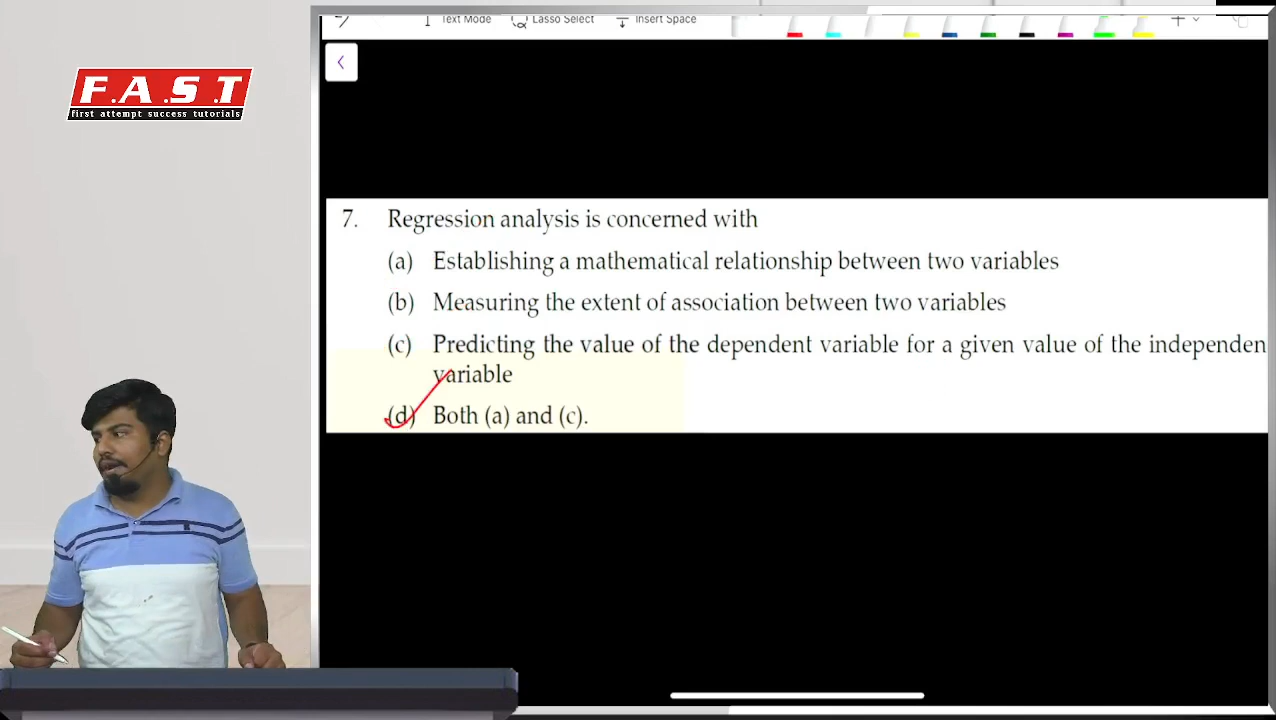 Text Mode Lasso Select Insert Space
F.A.S.T
first attempt success tutorials
7. Regression analysis is concerned with
(a) Establishing a mathematical relationship between two variables
(b) Measuring the extent of association between two variables
(c) Predicting the value of the dependent variable for a given value of the independen
variable
(d) Both (a) and (c).